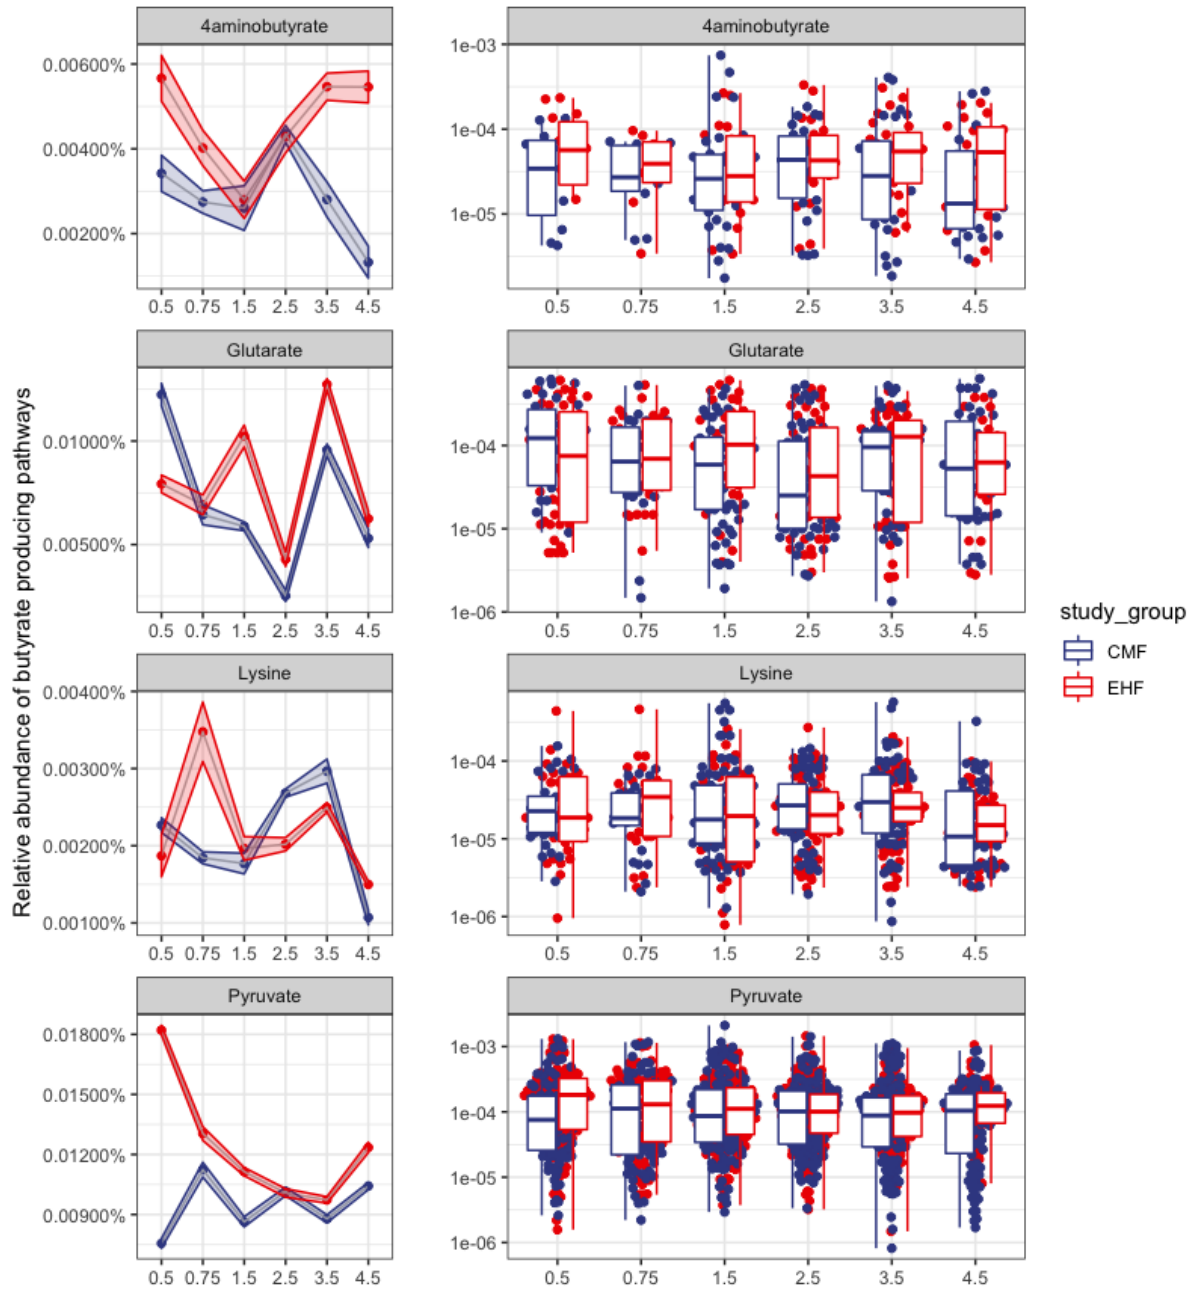 Relative abundance of butyrate producing pathways
4aminobutyrate
0.00600%
0.00400%
0.00200%
0.5 0.75 1.5 2.5 3.5 4.5
4aminobutyrate
1e-03
1e-04
1e-05
0.5 0.75 1.5 2.5 3.5 4.5
Glutarate
0.01000%
0.00500%
0.5 0.75 1.5 2.5 3.5 4.5
Glutarate
1e-04
1e-05
1e-06
0.5 0.75 1.5 2.5 3.5 4.5
Lysine
0.00400%
0.00300%
0.00200%
0.00100%
0.5 0.75 1.5 2.5 3.5 4.5
Lysine
1e-04
1e-05
1e-06
0.5 0.75 1.5 2.5 3.5 4.5
Pyruvate
0.01800%
0.01500%
0.01200%
0.00900%
0.5 0.75 1.5 2.5 3.5 4.5
Pyruvate
1e-03
1e-04
1e-05
1e-06
0.5 0.75 1.5 2.5 3.5 4.5
study_group
CMF
EHF